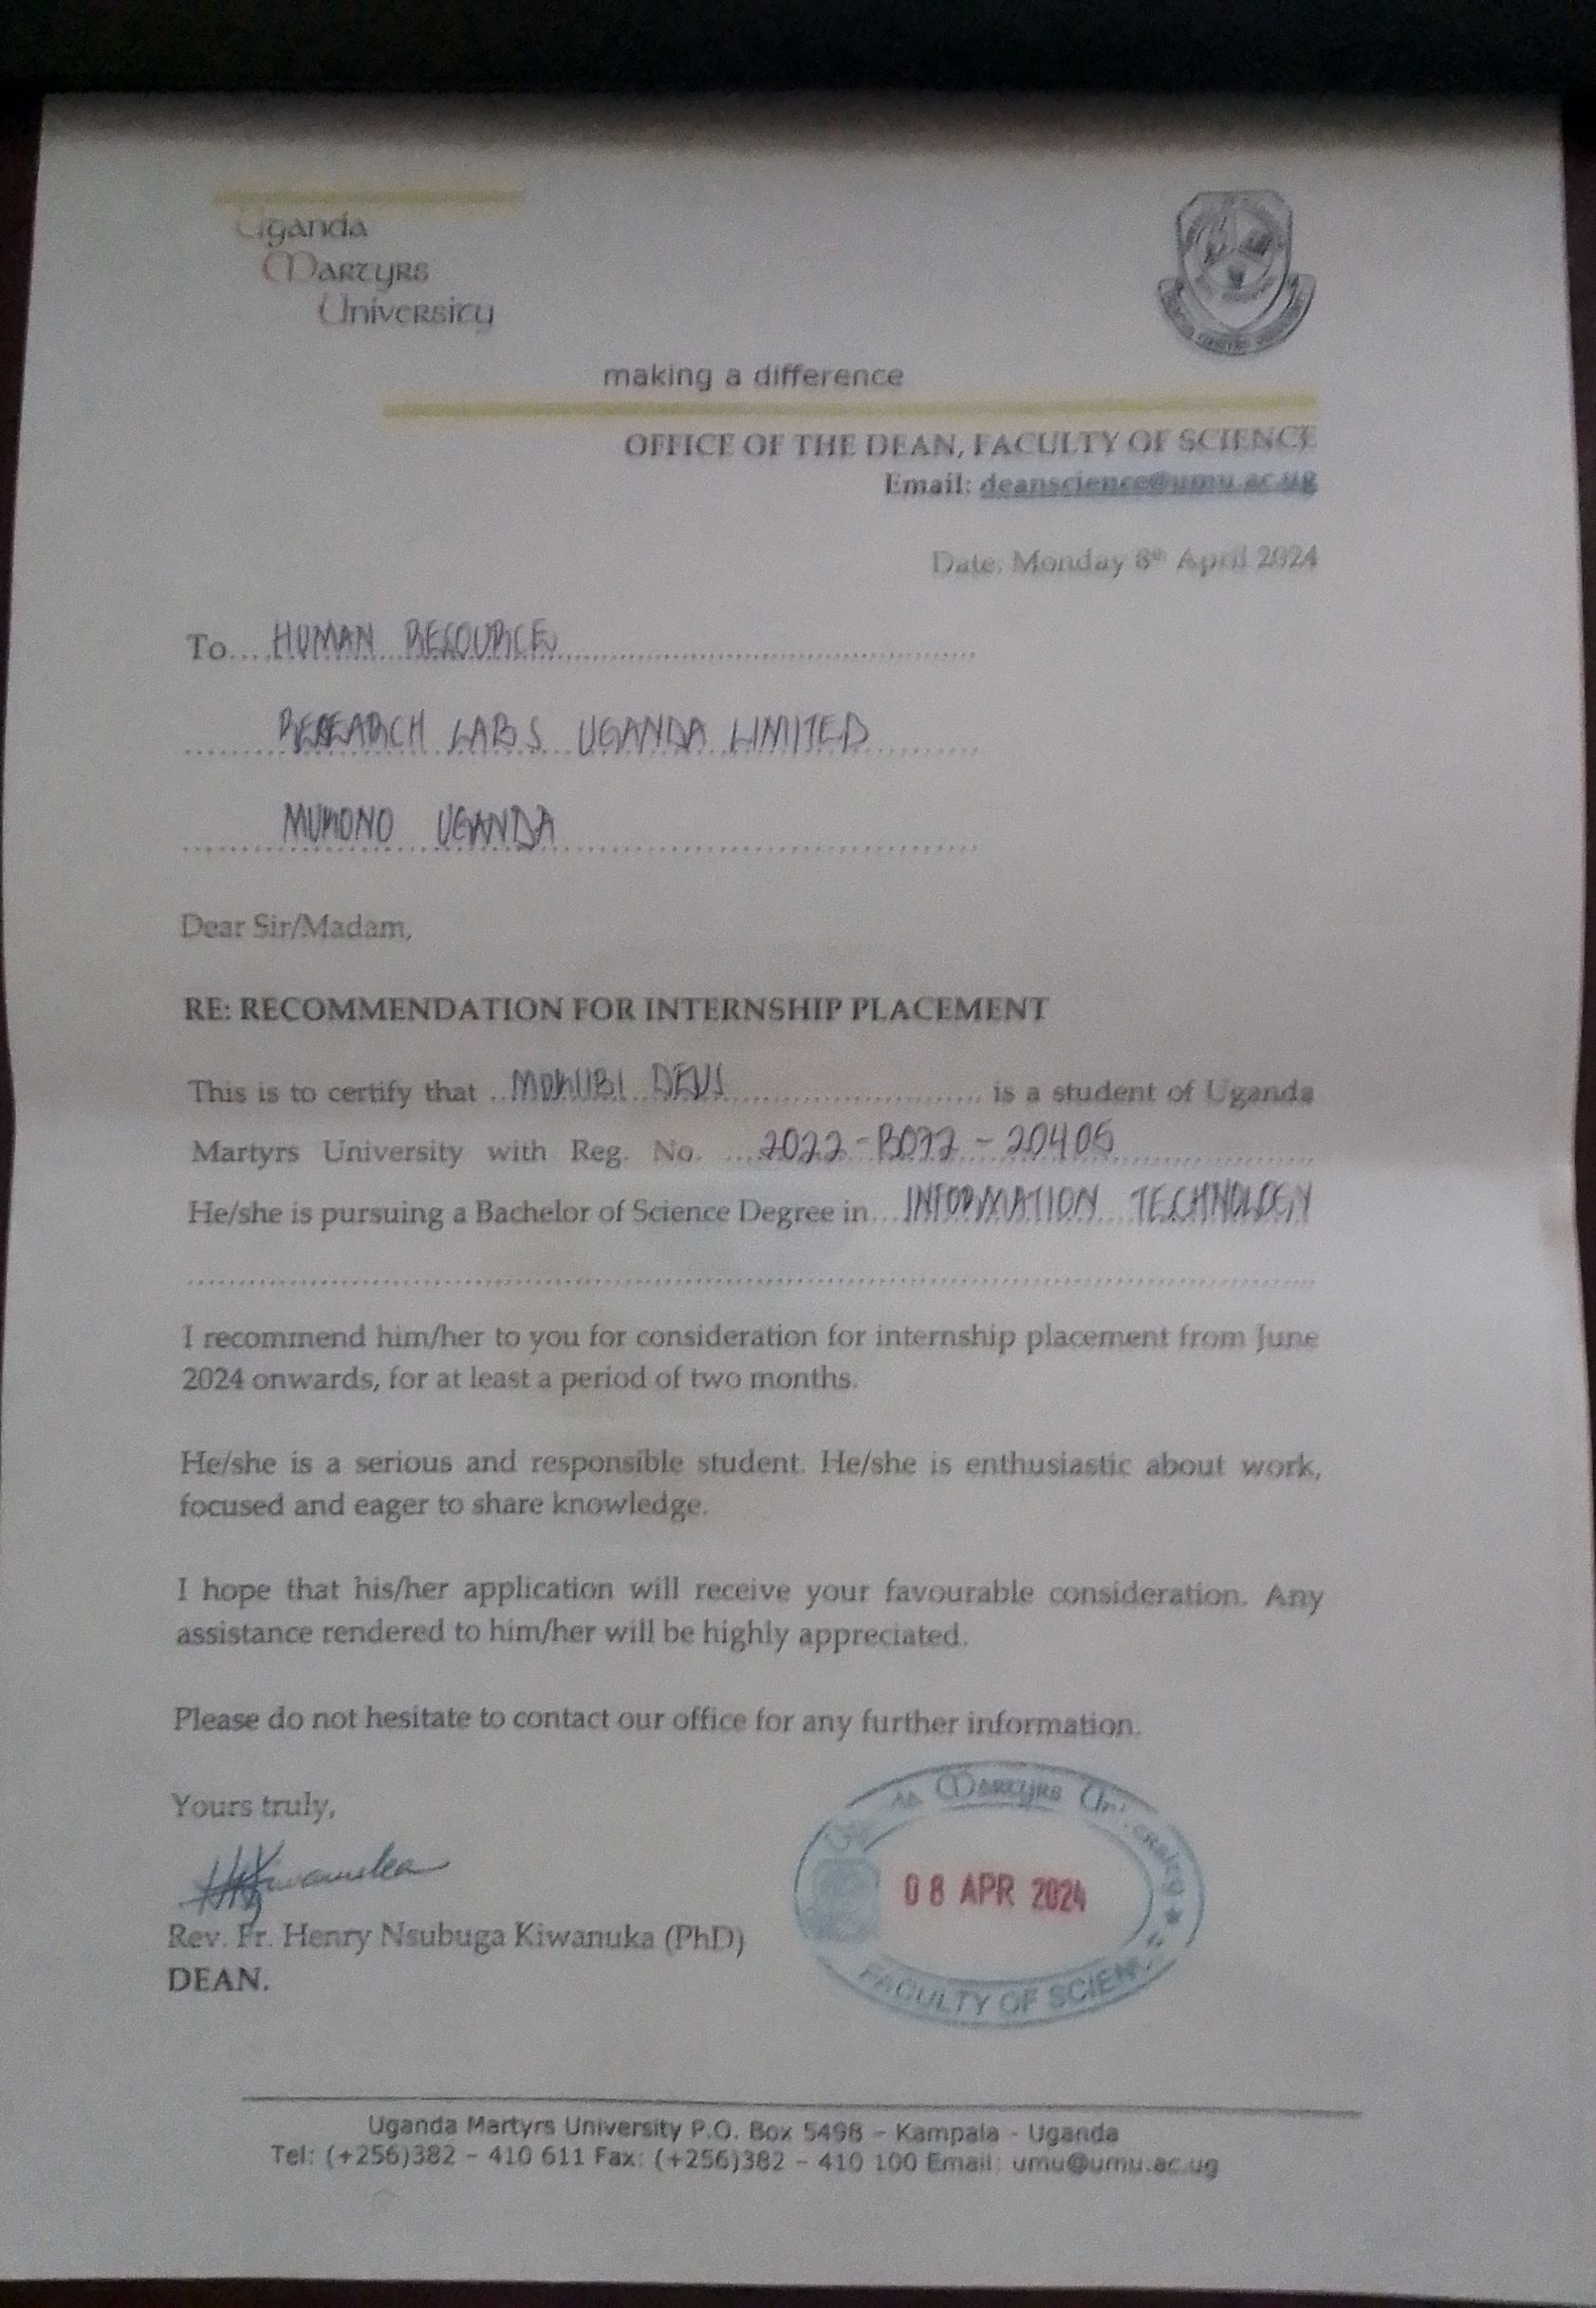 Uganda
Martyrs
University
making a difference
OFFICE OF THE DEAN, FACULTY OF SCIENCE
Email: deanscience@umu.ac.ug
Date: Monday 8th April 2024
To... HUMAN RESOURCE
RESEARCH LABS UGANDA LIMITED
MUKONO UGANDA
Dear Sir/Madam,
RE: RECOMMENDATION FOR INTERNSHIP PLACEMENT
This is to certify that MOKUBI DEUS is a student of Uganda
Martyrs University with Reg. No. 2022-B072-20405
He/she is pursuing a Bachelor of Science Degree in INFORMATION TECHNOLOGY
I recommend him/her to you for consideration for internship placement from June
2024 onwards, for at least a period of two months.
He/she is a serious and responsible student. He/she is enthusiastic about work,
focused and eager to share knowledge.
I hope that his/her application will receive your favourable consideration. Any
assistance rendered to him/her will be highly appreciated.
Please do not hesitate to contact our office for any further information.
Yours truly,
Rev. Fr. Henry Nsubuga Kiwanuka (PhD)
DEAN.
Martyrs University
08 APR 2024
FACULTY OF SCIENCE
Uganda Martyrs University P.O. Box 5498 - Kampala - Uganda
Tel: (+256)382 - 410 611 Fax: (+256)382 - 410 100 Email: umu@umu.ac.ug